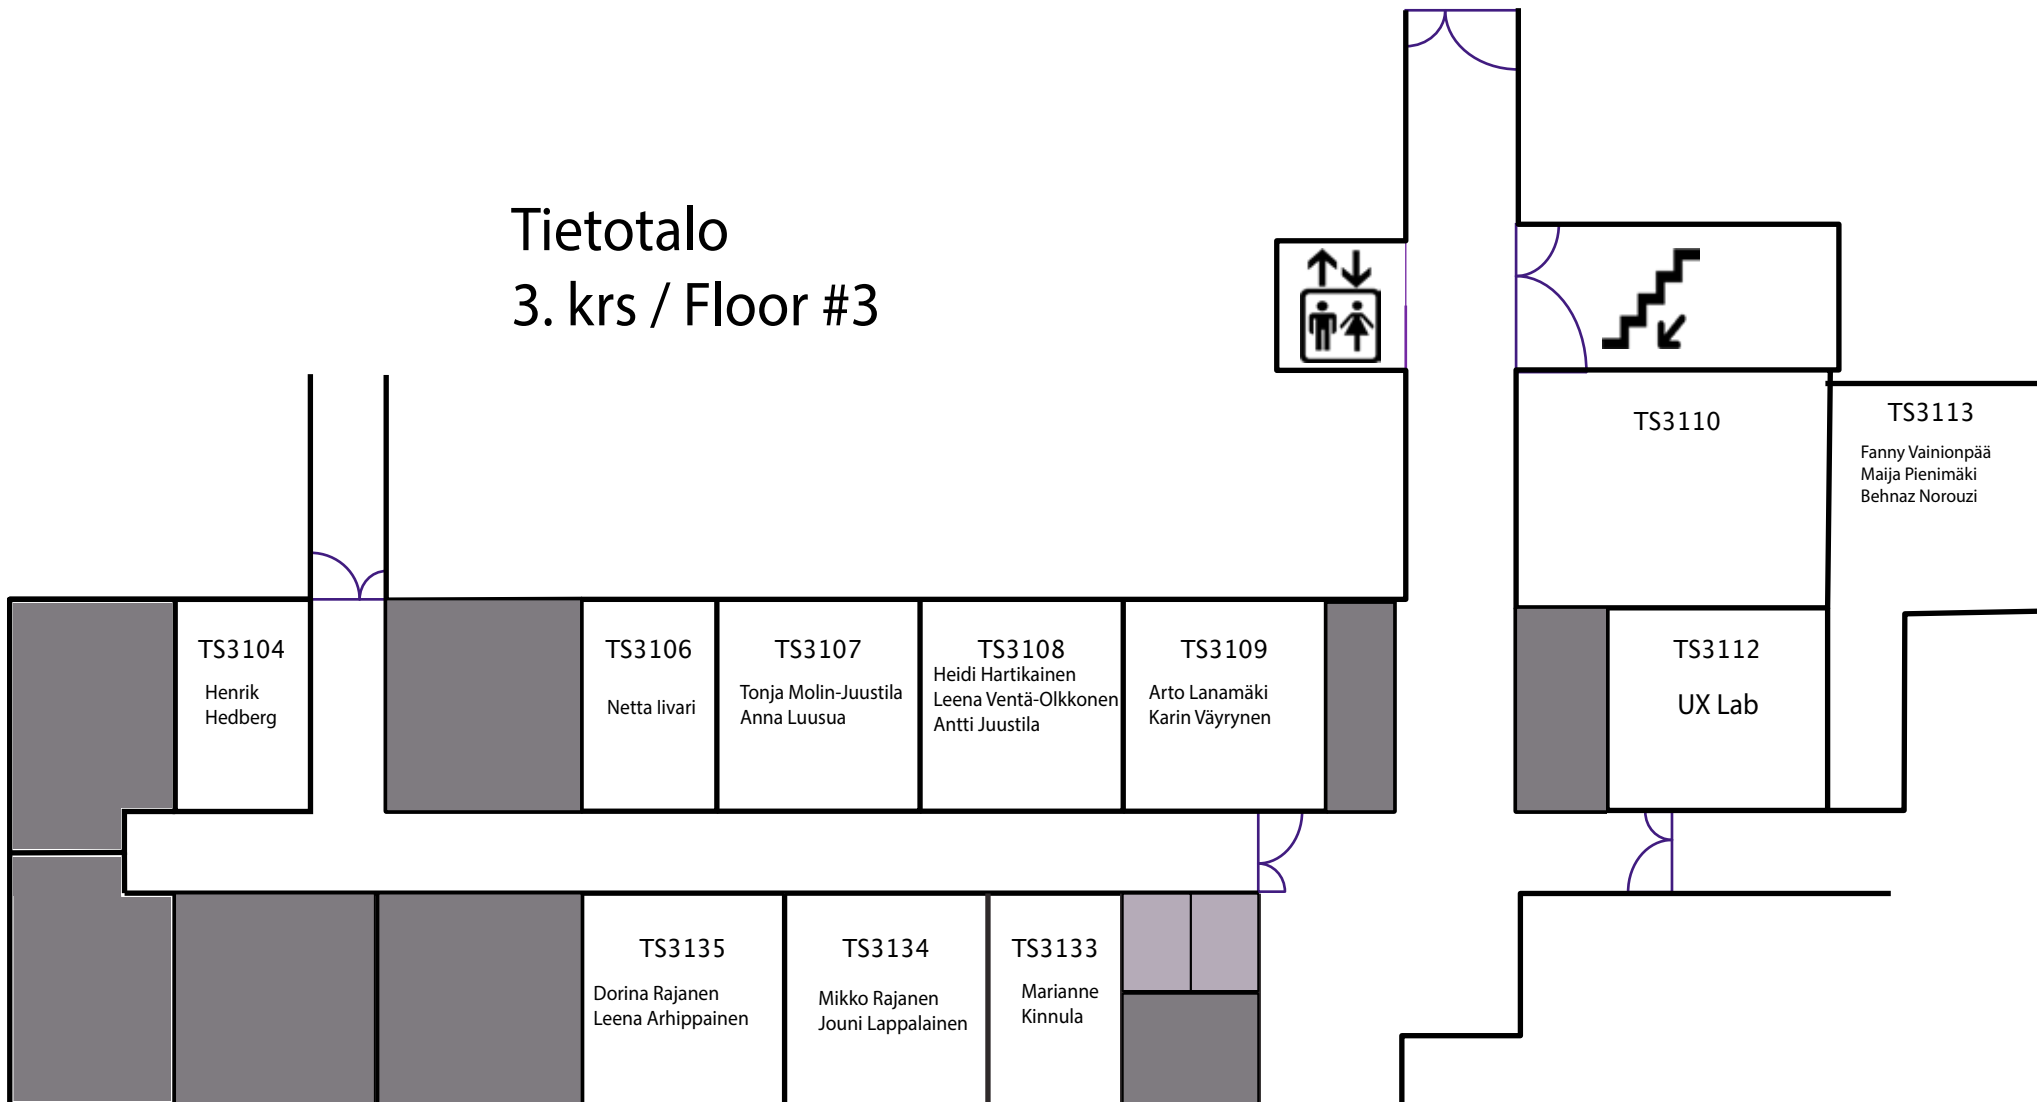 Tietotalo
3. krs / Floor #3
TS3110
TS3113
Fanny Vainionpää
Maija Pienimäki
Behnaz Norouzi
TS3104
Henrik
Hedberg
TS3106
Netta Iivari
TS3107
Tonja Molin-Juustila
Anna Luusua
TS3108
Heidi Hartikainen
Leena Ventä-Olkkonen
Antti Juustila
TS3109
Arto Lanamäki
Karin Väyrynen
TS3112
UX Lab
TS3135
Dorina Rajanen
Leena Arhippainen
TS3134
Mikko Rajanen
Jouni Lappalainen
TS3133
Marianne
Kinnula